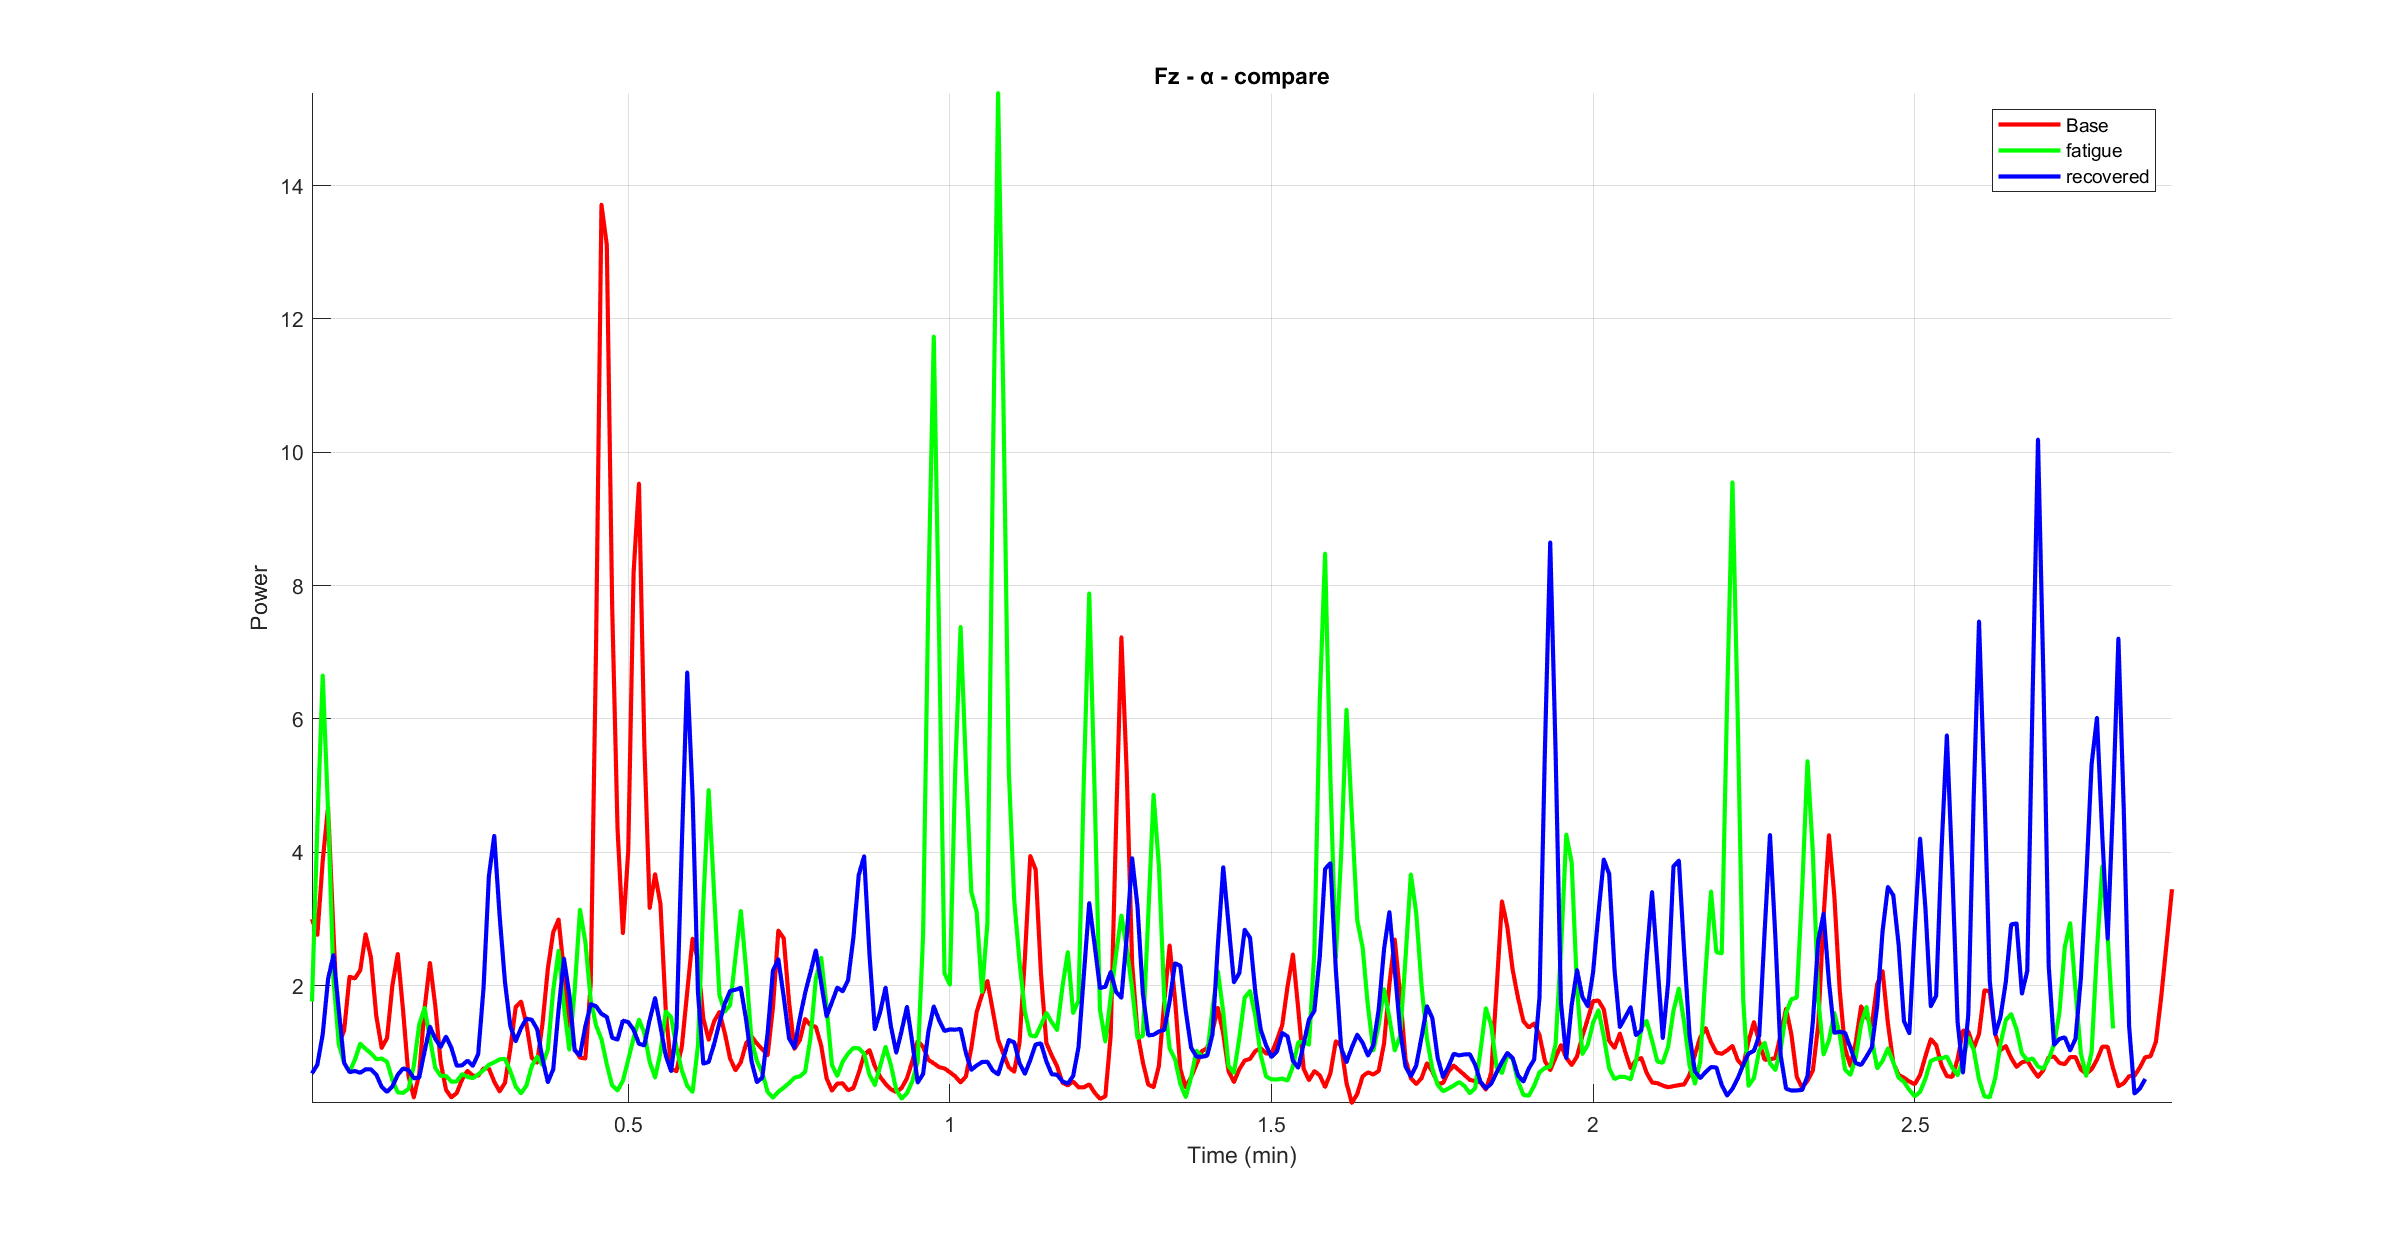 Fz - α - compare
Base
fatigue
recovered
Power
14
12
10
8
6
4
2
0.5
1
1.5
2
2.5
Time (min)